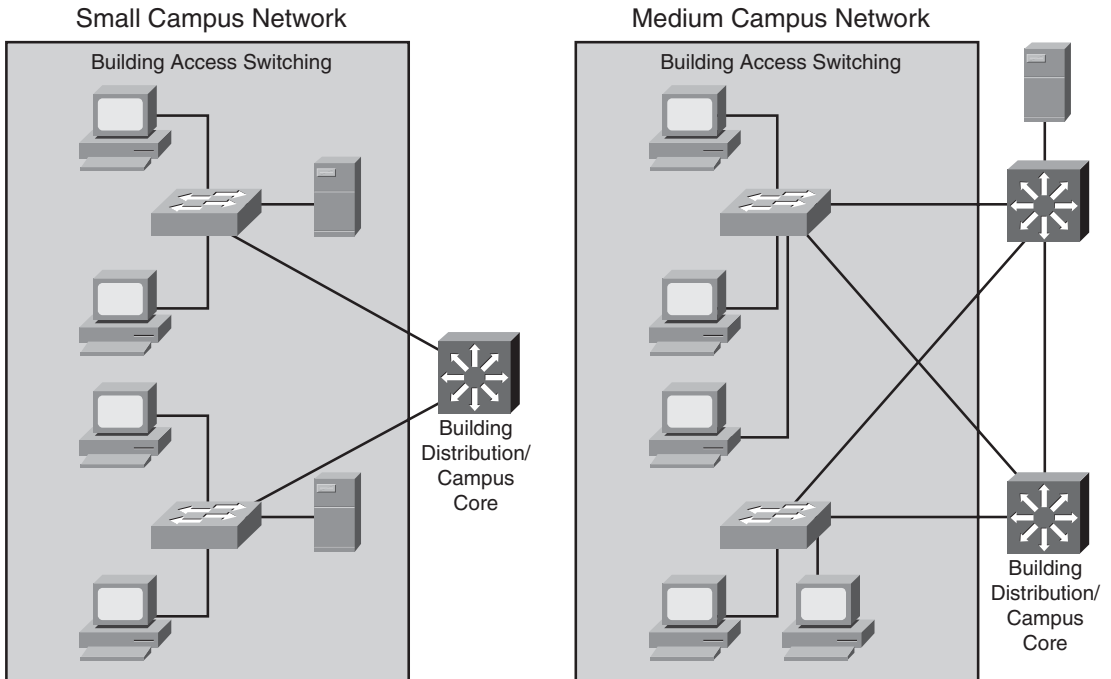 Small Campus Network
Building Access Switching
Building
Distribution/
Campus
Core
Medium Campus Network
Building Access Switching
Building
Distribution/
Campus
Core